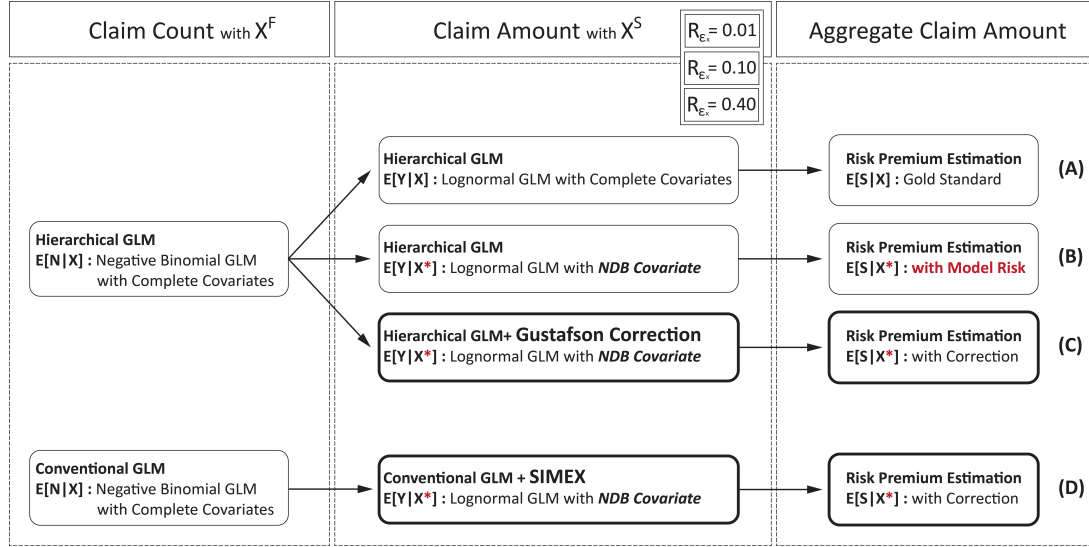 Claim Count with X^F
Claim Amount with X^S
R_εx = 0.01
R_εx = 0.10
R_εx = 0.40
Aggregate Claim Amount
Hierarchical GLM
E[Y|X] : Lognormal GLM with Complete Covariates
Risk Premium Estimation
E[S|X] : Gold Standard
(A)
Hierarchical GLM
E[N|X] : Negative Binomial GLM
with Complete Covariates
Hierarchical GLM
E[Y|X*] : Lognormal GLM with NDB Covariate
Risk Premium Estimation
E[S|X*] : with Model Risk
(B)
Hierarchical GLM+ Gustafson Correction
E[Y|X*] : Lognormal GLM with NDB Covariate
Risk Premium Estimation
E[S|X*] : with Correction
(C)
Conventional GLM
E[N|X] : Negative Binomial GLM
with Complete Covariates
Conventional GLM + SIMEX
E[Y|X*] : Lognormal GLM with NDB Covariate
Risk Premium Estimation
E[S|X*] : with Correction
(D)